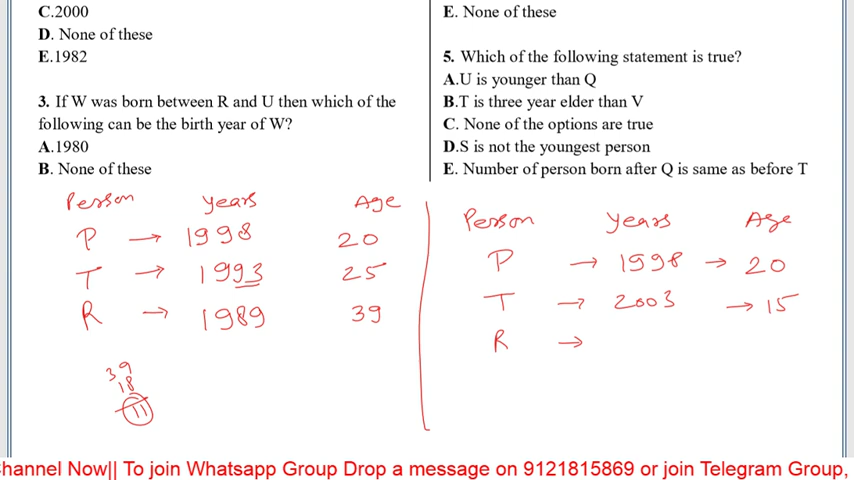 C.2000
D. None of these
E.1982
3. If W was born between R and U then which of the
following can be the birth year of W?
A.1980
B. None of these
E. None of these
5. Which of the following statement is true?
A.U is younger than Q
B.T is three year elder than V
C. None of the options are true
D.S is not the youngest person
E. Number of person born after Q is same as before T
Person years Age
P → 1998 20
T → 1993 25
R → 1989 39
39
18
11
Person years Age
P → 1998 → 20
T → 2003 → 15
R →
hannel Now|| To join Whatsapp Group Drop a message on 9121815869 or join Telegram Group,